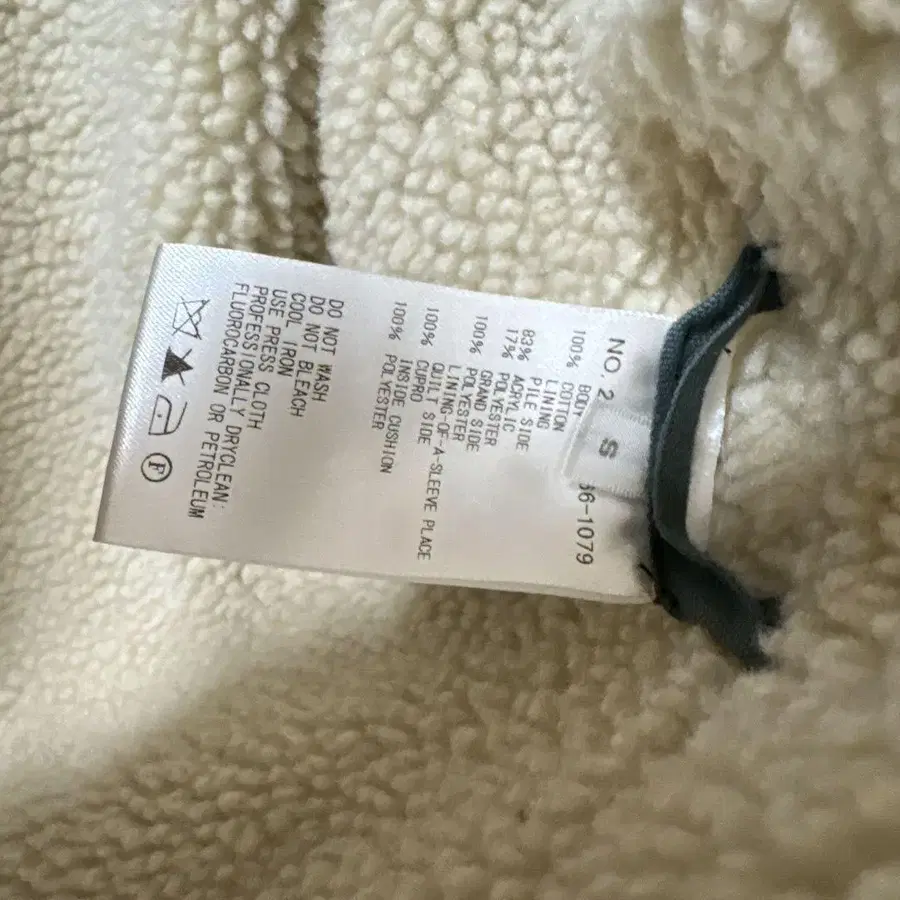 NO 2
S
36-1079
BODY
100% COTTON
LINING
PILE SIDE
83% ACRYLIC
17% POLYESTER
GRAND SIDE
100% POLYESTER
LINING-OF-A-SLEEVE PLACE
QUILT SIDE
100% CUPRO
INSIDE CUSHION
100% POLYESTER
DO NOT WASH
DO NOT BLEACH
COOL IRON
USE PRESS CLOTH
PROFESSIONALLY DRYCLEAN:
FLUOROCARBON OR PETROLEUM
F